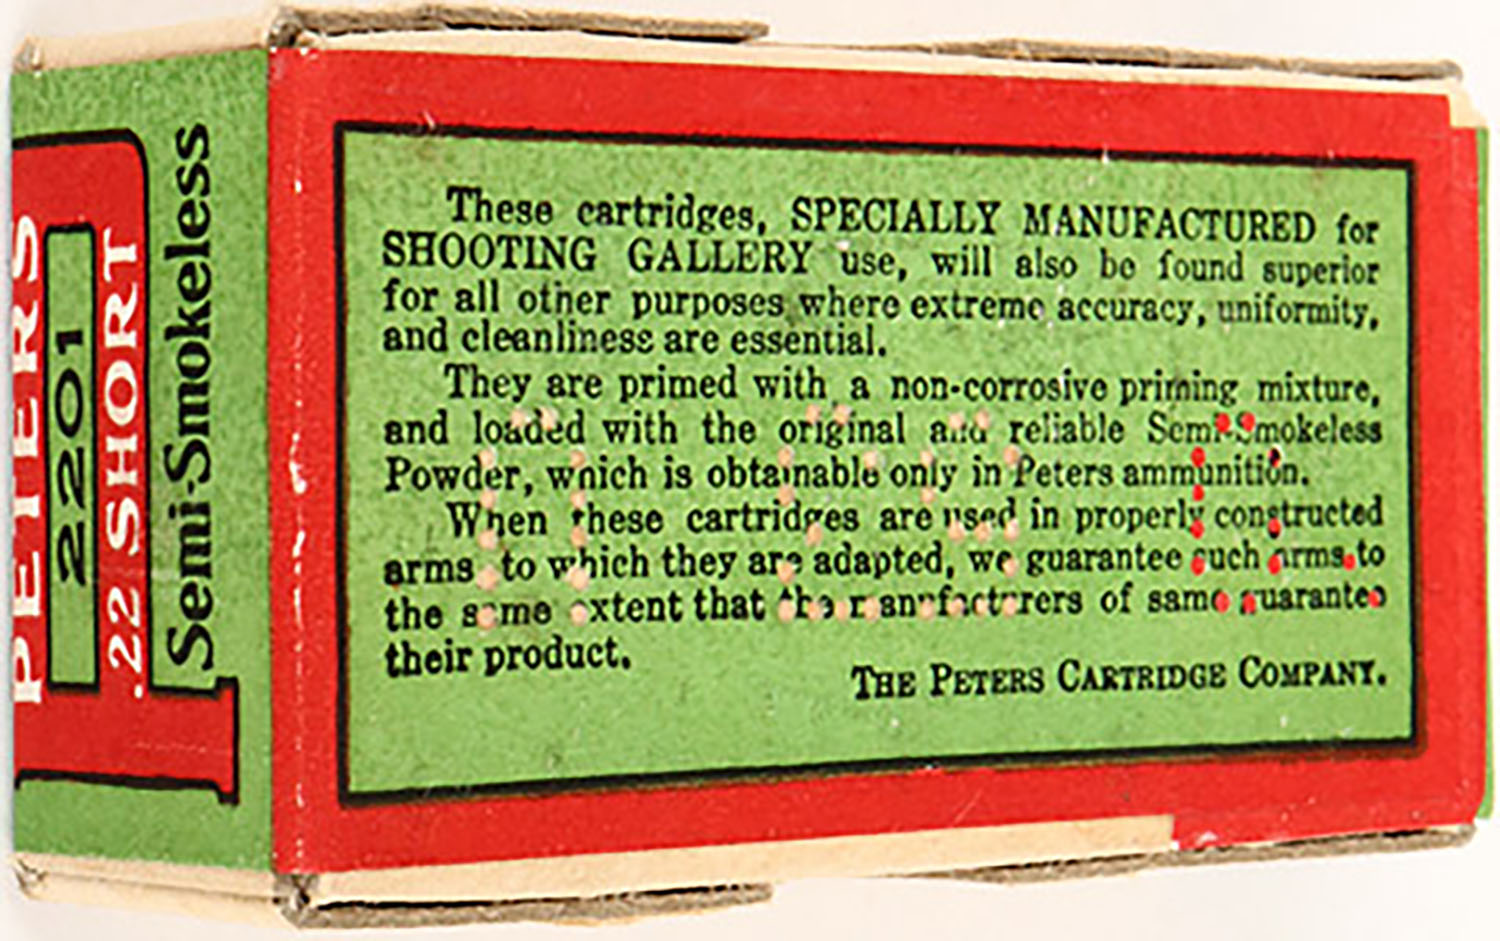 PETERS
2201
.22 SHORT
Semi-Smokeless
These cartridges, SPECIALLY MANUFACTURED for
SHOOTING GALLERY use, will also be found superior
for all other purposes where extreme accuracy, uniformity,
and cleanliness are essential.
They are primed with a non-corrosive priming mixture,
and loaded with the original and reliable Semi-Smokeless
Powder, which is obtainable only in Peters ammunition.
When these cartridges are used in properly constructed
arms to which they are adapted, we guarantee such arms to
the same extent that the manufacturers of same guarantee
their product.
THE PETERS CARTRIDGE COMPANY.